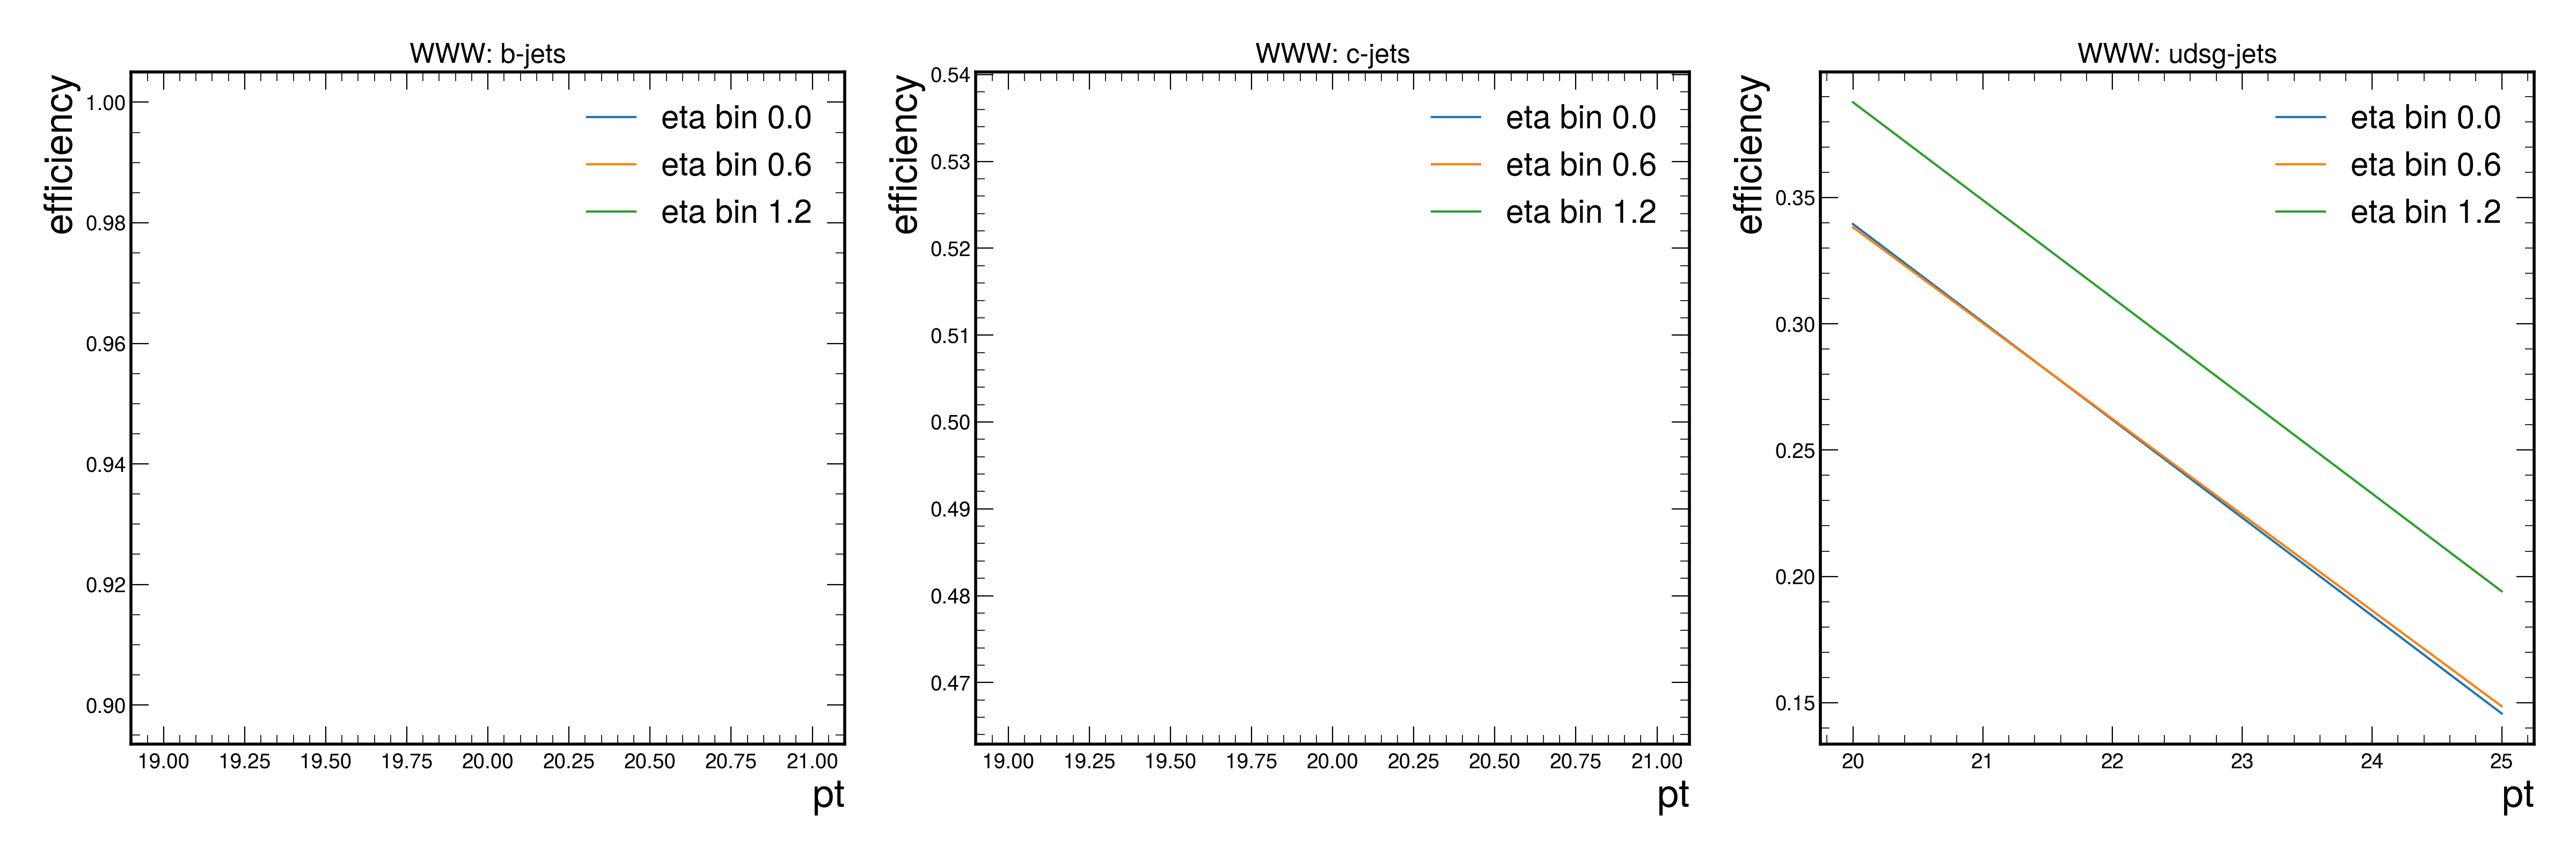 WWW: b-jets
efficiency
1.00
0.98
0.96
0.94
0.92
0.90
eta bin 0.0
eta bin 0.6
eta bin 1.2
19.00 19.25 19.50 19.75 20.00 20.25 20.50 20.75 21.00
pt
WWW: c-jets
efficiency
0.54
0.53
0.52
0.51
0.50
0.49
0.48
0.47
eta bin 0.0
eta bin 0.6
eta bin 1.2
19.00 19.25 19.50 19.75 20.00 20.25 20.50 20.75 21.00
pt
WWW: udsg-jets
efficiency
0.35
0.30
0.25
0.20
0.15
eta bin 0.0
eta bin 0.6
eta bin 1.2
20 21 22 23 24 25
pt